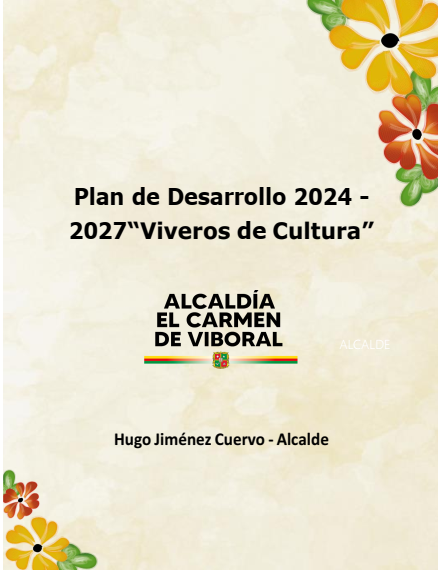 Plan de Desarrollo 2024 -
2027“Viveros de Cultura”
ALCALDÍA
EL CARMEN
DE VIBORAL
ALCALDE
Hugo Jiménez Cuervo - Alcalde